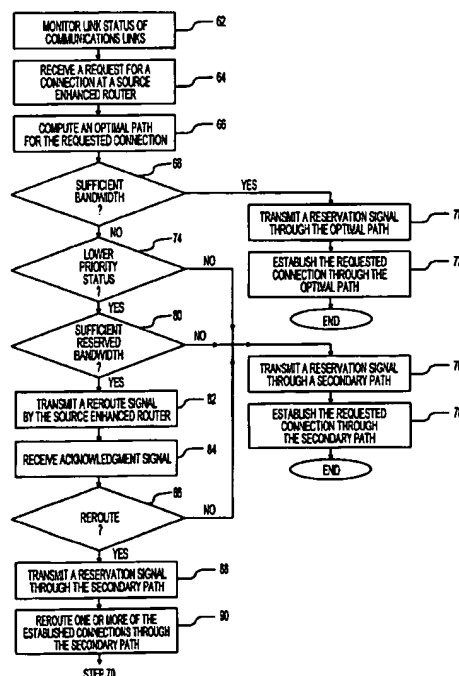 MONITOR LINK STATUS OF
COMMUNICATIONS LINKS
62
RECEIVE A REQUEST FOR A
CONNECTION AT A SOURCE
ENHANCED ROUTER
64
COMPUTE AN OPTIMAL PATH
FOR THE REQUESTED CONNECTION
66
SUFFICIENT
BANDWIDTH
?
68
YES
NO
TRANSMIT A RESERVATION SIGNAL
THROUGH THE OPTIMAL PATH
ESTABLISH THE REQUESTED
CONNECTION THROUGH THE
OPTIMAL PATH
END
LOWER
PRIORITY
STATUS
?
74
NO
YES
SUFFICIENT
RESERVED
BANDWIDTH
?
80
NO
YES
TRANSMIT A RESERVATION SIGNAL
THROUGH A SECONDARY PATH
ESTABLISH THE REQUESTED
CONNECTION THROUGH
THE SECONDARY PATH
END
TRANSMIT A REROUTE SIGNAL
BY THE SOURCE ENHANCED ROUTER
82
RECEIVE ACKNOWLEDGMENT SIGNAL
84
REROUTE
?
86
NO
YES
TRANSMIT A RESERVATION SIGNAL
THROUGH THE SECONDARY PATH
88
REROUTE ONE OR MORE OF THE
ESTABLISHED CONNECTIONS THROUGH
THE SECONDARY PATH
90
STEP 70